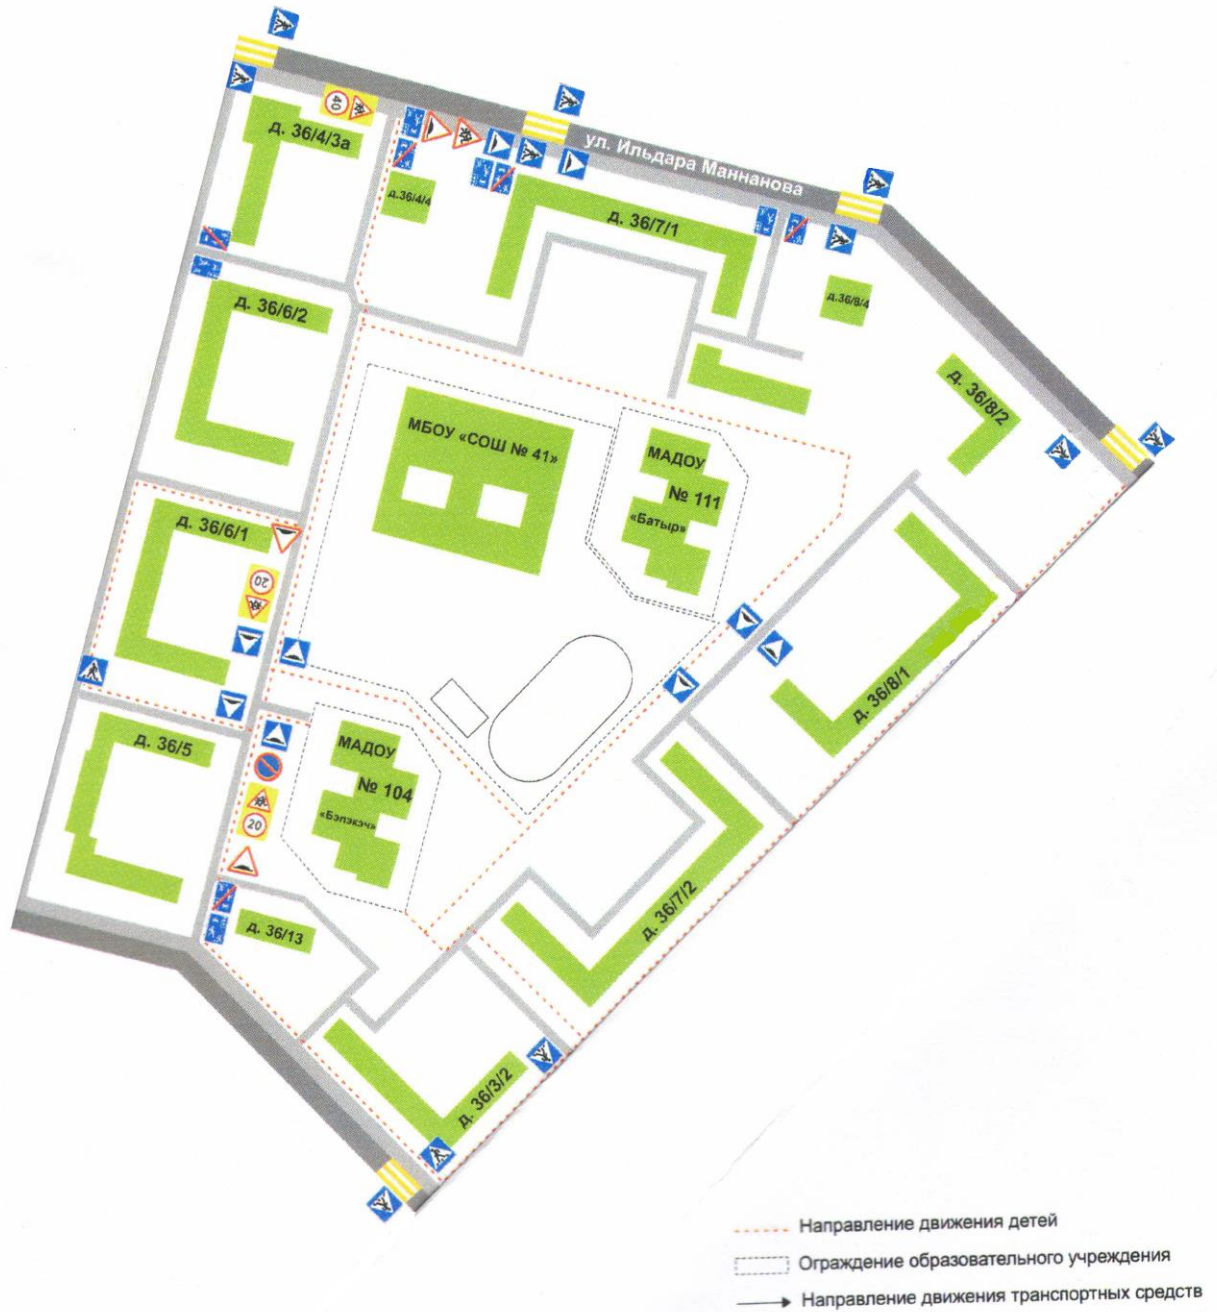 40
д. 36/4/3а
ул. Ильдара Маннанова
д.36/4/4
д. 36/7/1
д. 36/6/2
д.36/8/4
д. 36/8/2
МБОУ «СОШ № 41»
МАДОУ
№ 111
«Батыр»
д. 36/6/1
20
д. 36/8/1
д. 36/5
МАДОУ
№ 104
«Бэлэкэч»
20
д. 36/7/2
д. 36/13
д. 36/3/2
Направление движения детей
Ограждение образовательного учреждения
Направление движения транспортных средств